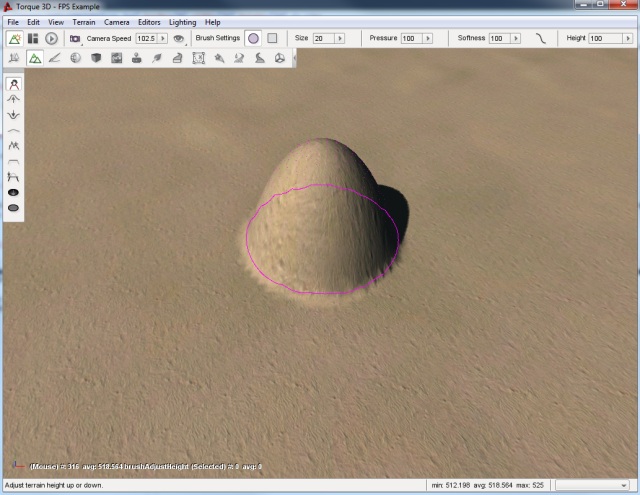 Torque 3D - FPS Example
File Edit View Terrain Camera Editors Lighting Help
Camera Speed 102.5 Brush Settings Size 20 Pressure 100 Softness 100 Height 100
(Mouse) #: 316 avg: 518.564 brushAdjustHeight (Selected) #: 0 avg: 0
Adjust terrain height up or down. min: 512.198 avg: 518.564 max: 525